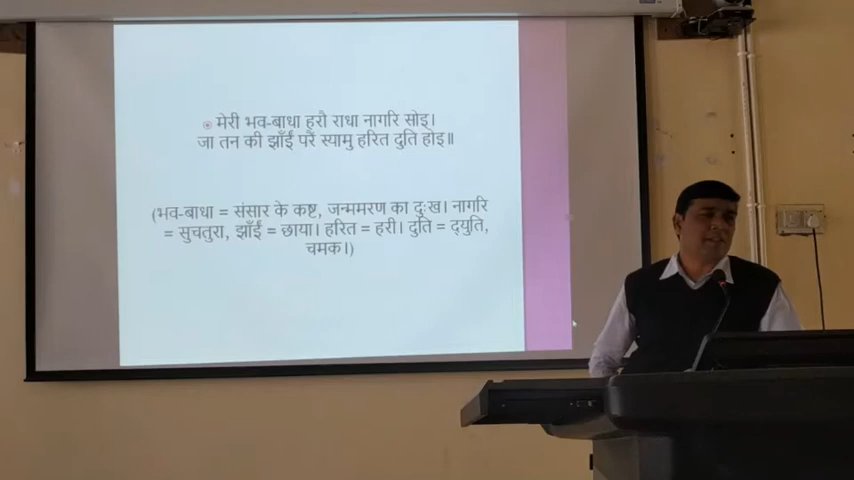 मेरी भव-बाधा हरौ राधा नागरि सोइ।
जा तन की झाँईं परै स्यामु हरित दुति होइ॥
(भव-बाधा = संसार के कष्ट, जन्ममरण का दुःख। नागरि
= सुचतुरा, झाँईं = छाया। हरित = हरी। दुति = द्युति,
चमक।)